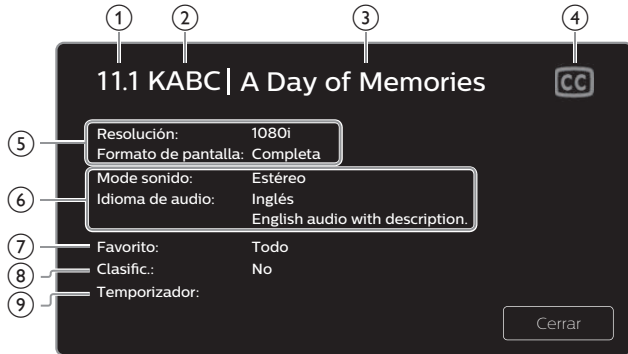 1 2 3 4
11.1 KABC | A Day of Memories CC
5 Resolución: 1080i
Formato de pantalla: Completa
6 Mode sonido: Estéreo
Idioma de audio: Inglés
English audio with description.
7 Favorito: Todo
8 Clasific.: No
9 Temporizador:
Cerrar